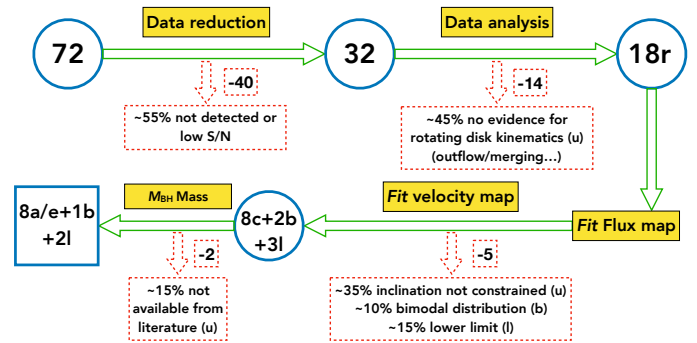 Data reduction
Data analysis
72
32
18r
-40
-14
~55% not detected or
low S/N
~45% no evidence for
rotating disk kinematics (u)
(outflow/merging...)
MBH Mass
Fit velocity map
Fit Flux map
8a/e+1b
+2l
8c+2b
+3l
-2
-5
~15% not
available from
literature (u)
~35% inclination not constrained (u)
~10% bimodal distribution (b)
~15% lower limit (l)